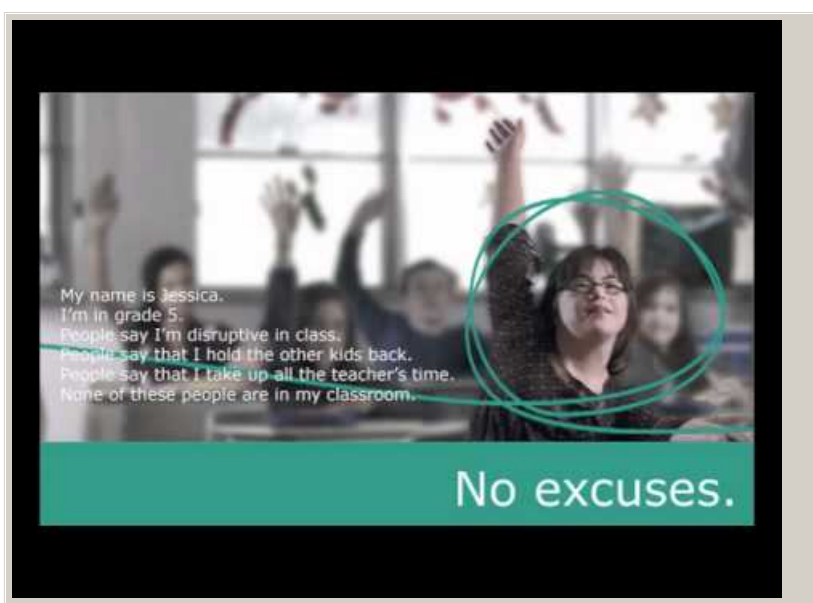 My name is Jessica.
I'm in grade 5.
People say I'm disruptive in class.
People say that I hold the other kids back.
People say that I take up all the teacher's time.
None of these people are in my classroom.
No excuses.